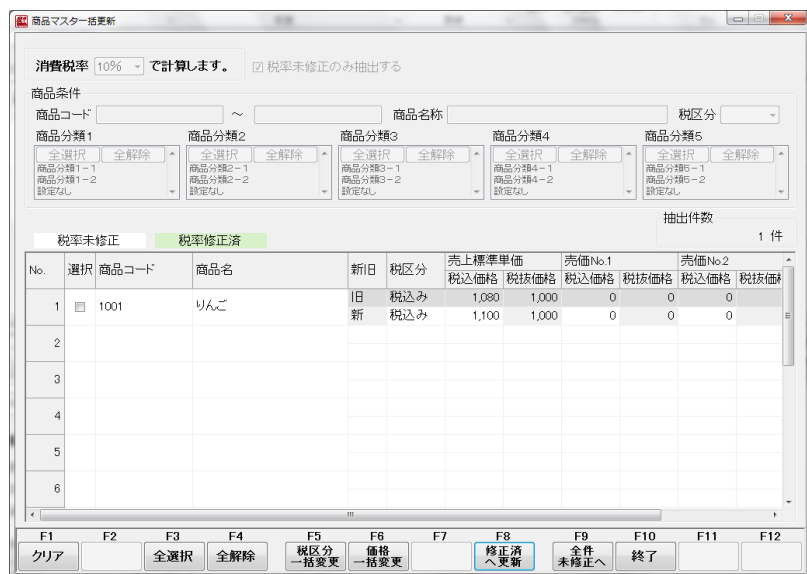 商品マスター括更新
消費税率 10% で計算します。 税率未修正のみ抽出する
商品条件
商品コード ～ 商品名称 税区分
商品分類1 商品分類2 商品分類3 商品分類4 商品分類5
全選択 全解除 全選択 全解除 全選択 全解除 全選択 全解除 全選択 全解除
商品分類1－1 商品分類2－1 商品分類3－1 商品分類4－1 商品分類5－1
商品分類1－2 商品分類2－2 商品分類3－2 商品分類4－2 商品分類5－2
設定なし 設定なし 設定なし 設定なし 設定なし
抽出件数
1 件
税率未修正 税率修正済
No. 選択 商品コード 商品名 新旧 税区分 売上標準単価 売価No.1 売価No.2
税込価格 税抜価格 税込価格 税抜価格 税込価格 税抜価格
1 1001 りんご 旧 税込み 1,080 1,000 0 0 0
新 税込み 1,100 1,000 0 0 0
2
3
4
5
6
F1 F2 F3 F4 F5 F6 F7 F8 F9 F10 F11 F12
クリア 全選択 全解除 税区分一括変更 価格一括変更 修正済へ更新 全件未修正へ 終了